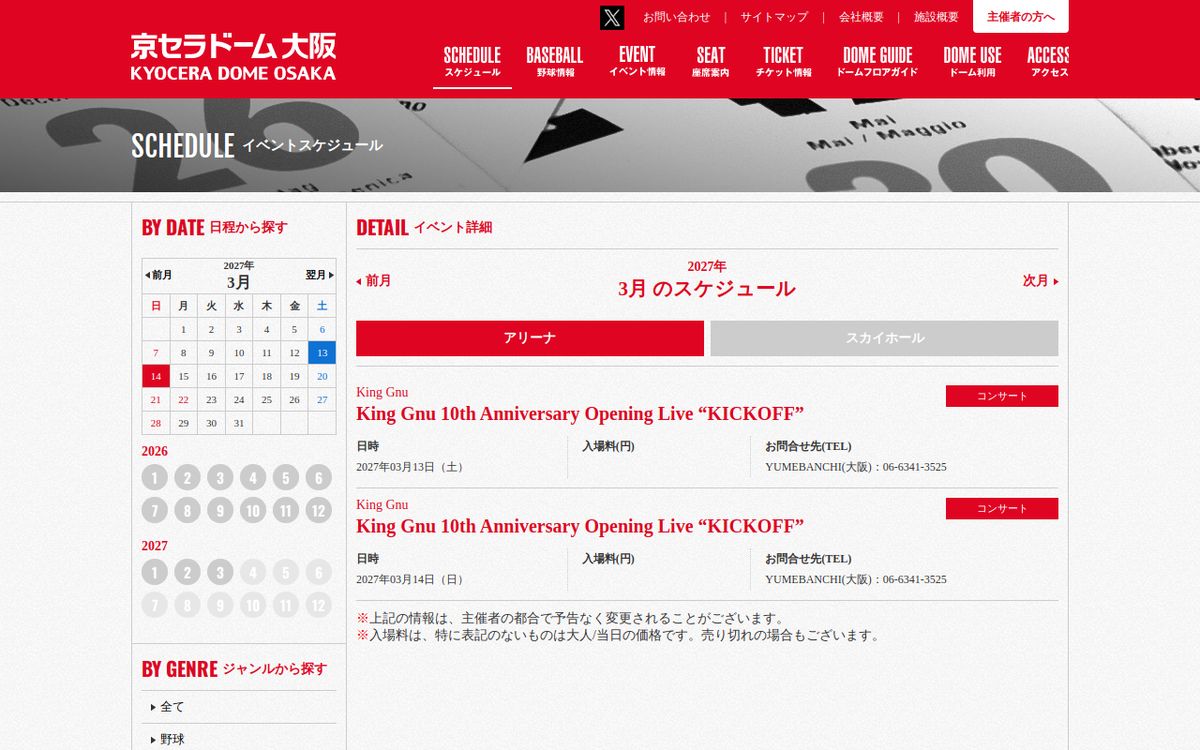 お問い合わせ | サイトマップ | 会社概要 | 施設概要 主催者の方へ
京セラドーム 大阪
KYOCERA DOME OSAKA
SCHEDULE BASEBALL EVENT SEAT TICKET DOME GUIDE DOME USE ACCESS
スケジュール 野球情報 イベント情報 座席案内 チケット情報 ドームフロアガイド ドーム利用 アクセス
Mai
Mai / Maggio
SCHEDULE イベントスケジュール
BY DATE 日程から探す
前月 2027年 3月 翌月
日 月 火 水 木 金 土
1 2 3 4 5 6
7 8 9 10 11 12 13
14 15 16 17 18 19 20
21 22 23 24 25 26 27
28 29 30 31
2026
1 2 3 4 5 6
7 8 9 10 11 12
2027
1 2 3 4 5 6
7 8 9 10 11 12
BY GENRE ジャンルから探す
全て
野球
DETAIL イベント詳細
2027年
前月 3月 のスケジュール 次月
アリーナ スカイホール
King Gnu コンサート
King Gnu 10th Anniversary Opening Live “KICKOFF”
日時 入場料(円) お問合せ先(TEL)
2027年03月13日（土） YUMEBANCHI(大阪)：06-6341-3525
King Gnu コンサート
King Gnu 10th Anniversary Opening Live “KICKOFF”
日時 入場料(円) お問合せ先(TEL)
2027年03月14日（日） YUMEBANCHI(大阪)：06-6341-3525
※上記の情報は、主催者の都合で予告なく変更されることがございます。
※入場料は、特に表記のないものは大人/当日の価格です。売り切れの場合もございます。